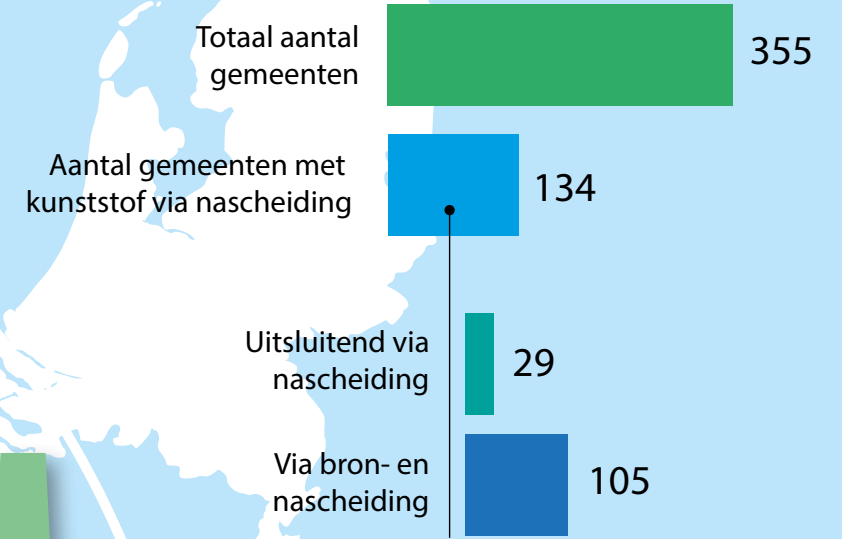 Totaal aantal
gemeenten
355
Aantal gemeenten met
kunststof via nascheiding
134
Uitsluitend via
nascheiding
29
Via bron- en
nascheiding
105